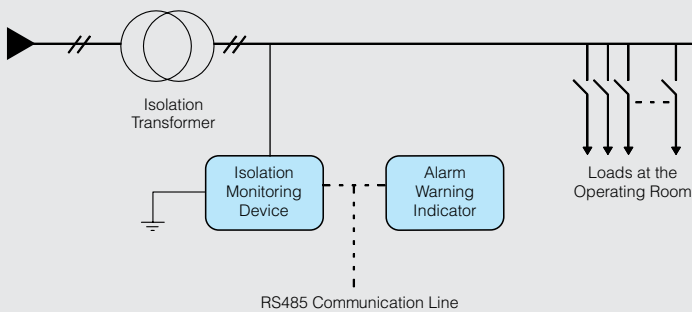 Isolation
Transformer
Isolation
Monitoring
Device
Alarm
Warning
Indicator
Loads at the
Operating Room
RS485 Communication Line